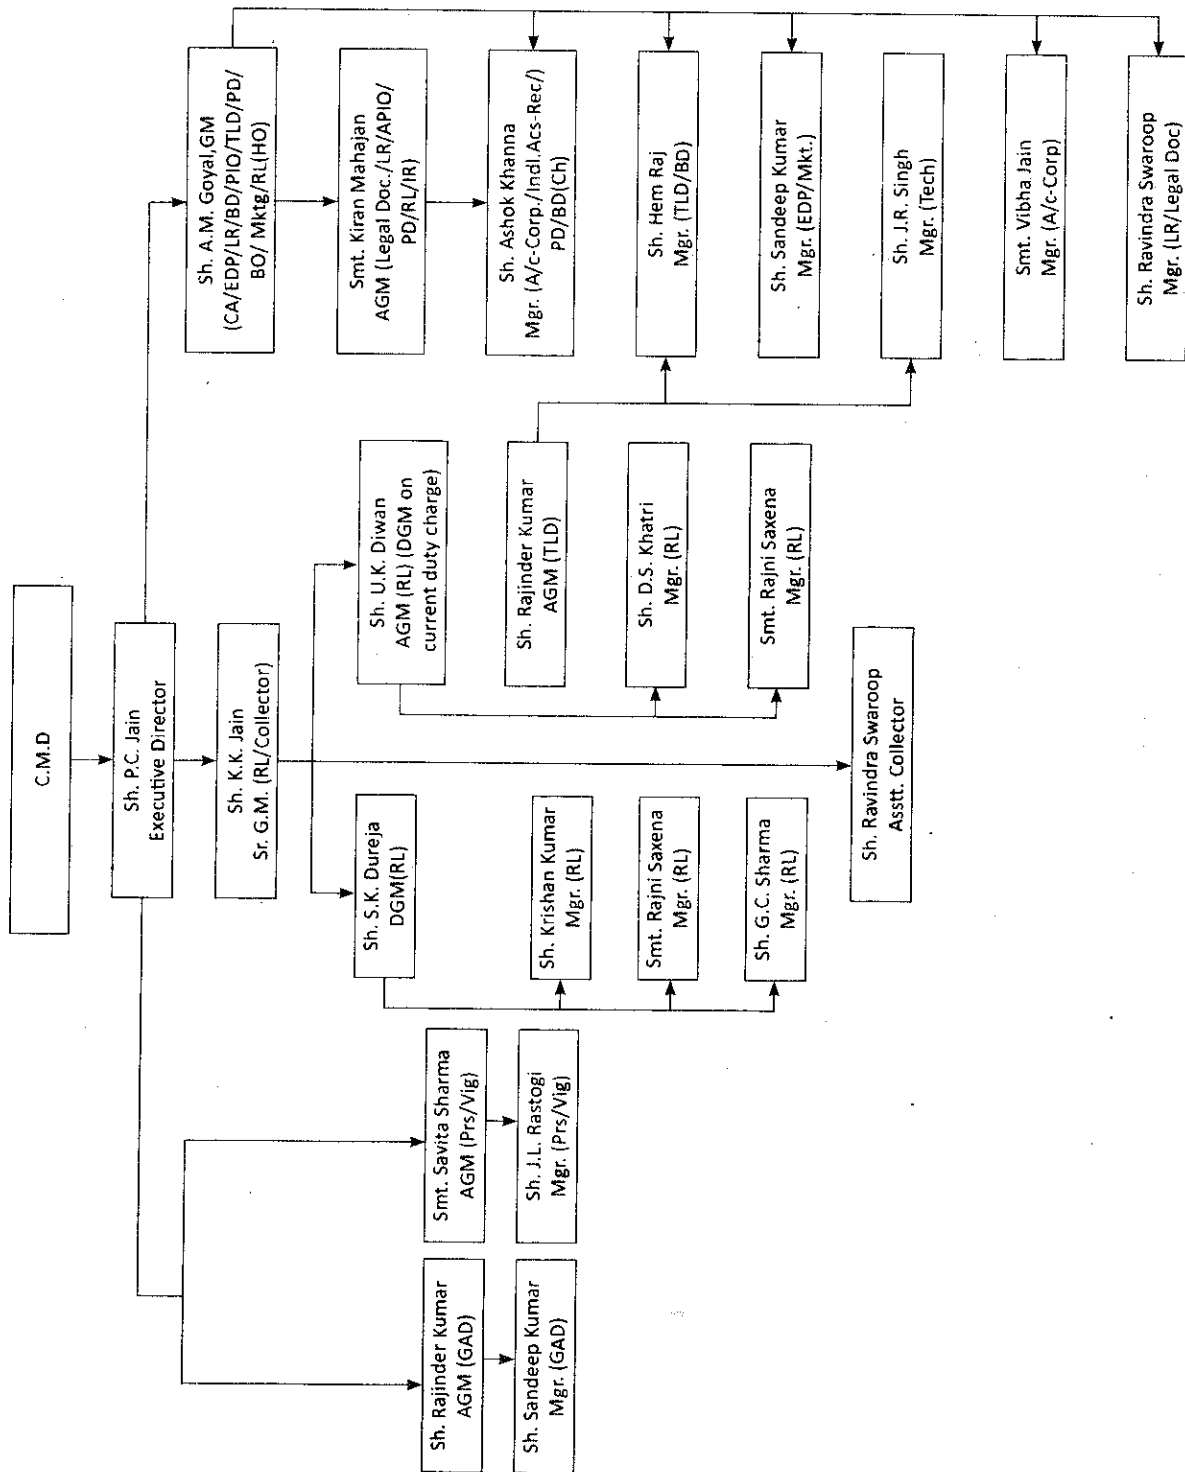 C.M.D
Sh. P.C. Jain
Executive Director
Sh. K.K. Jain
Sr. G.M. (RL/Collector)
Sh. A.M. Goyal,GM
(CA/EDP/LR/BD/PIO/TLD/PD/
BO/ Mktg/RL(HO)
Smt. Kiran Mahajan
AGM (Legal Doc./LR/APIO/
PD/RL/IR)
Sh. S.K. Dureja
DGM(RL)
Sh. U.K. Diwan
AGM (RL) (DGM on
current duty charge)
Sh. Rajinder Kumar
AGM (GAD)
Smt. Savita Sharma
AGM (Prs/Vig)
Sh. Sandeep Kumar
Mgr. (GAD)
Sh. J.L. Rastogi
Mgr. (Prs/Vig)
Sh. Krishan Kumar
Mgr. (RL)
Smt. Rajni Saxena
Mgr. (RL)
Sh. G.C. Sharma
Mgr. (RL)
Sh. Rajinder Kumar
AGM (TLD)
Sh. D.S. Khatri
Mgr. (RL)
Smt. Rajni Saxena
Mgr. (RL)
Sh. Ravindra Swaroop
Asstt. Collector
Sh. Ashok Khanna
Mgr. (A/c-Corp./Indl.Acs-Rec/)
PD/BD(Ch)
Sh. Hem Raj
Mgr. (TLD/BD)
Sh. Sandeep Kumar
Mgr. (EDP/Mkt.)
Sh. J.R. Singh
Mgr. (Tech)
Smt. Vibha Jain
Mgr. (A/c-Corp)
Sh. Ravindra Swaroop
Mgr. (LR/Legal Doc)